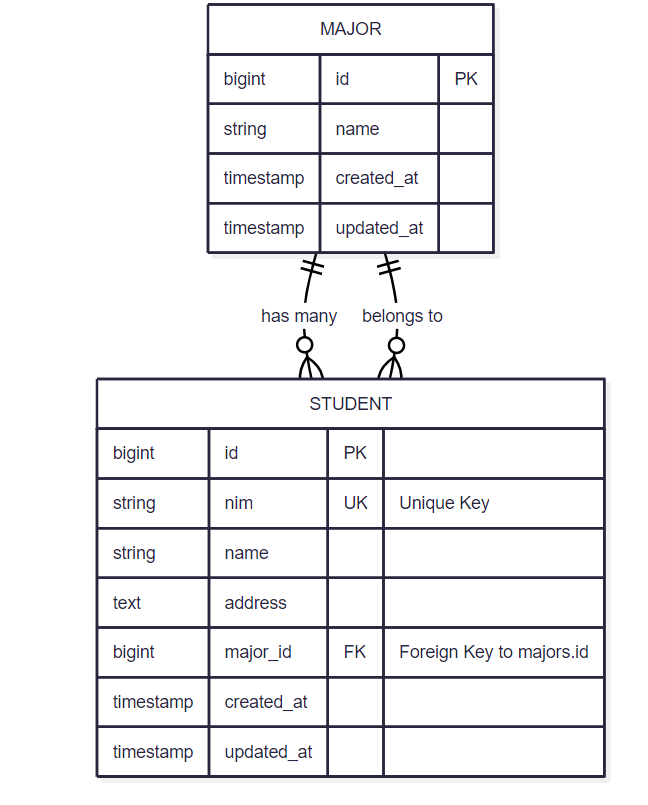 MAJOR
bigint id PK
string name
timestamp created_at
timestamp updated_at
has many belongs to
STUDENT
bigint id PK
string nim UK Unique Key
string name
text address
bigint major_id FK Foreign Key to majors.id
timestamp created_at
timestamp updated_at